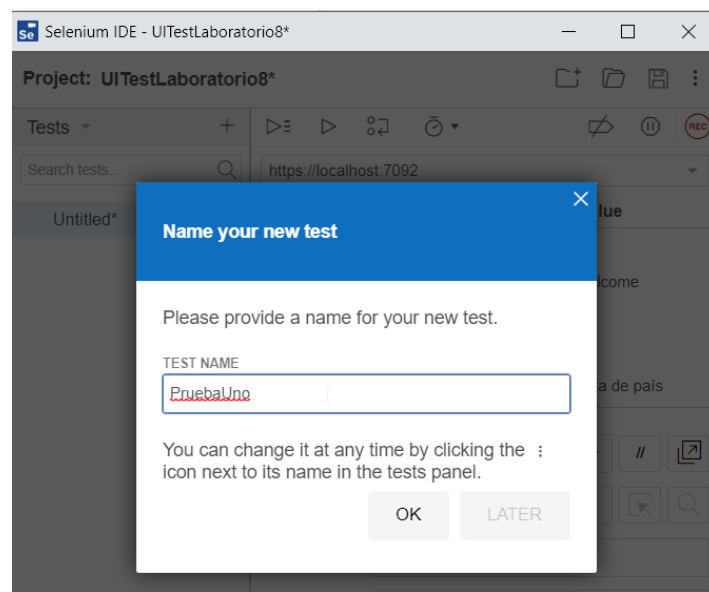 Se Selenium IDE - UITestLaboratorio8*
Project: UITestLaboratorio8*
Tests
Search tests...
https://localhost:7092
REC
Untitled*
lue
lcome
a de país
//
Name your new test
Please provide a name for your new test.
TEST NAME
PruebaUno
You can change it at any time by clicking the
icon next to its name in the tests panel.
OK LATER